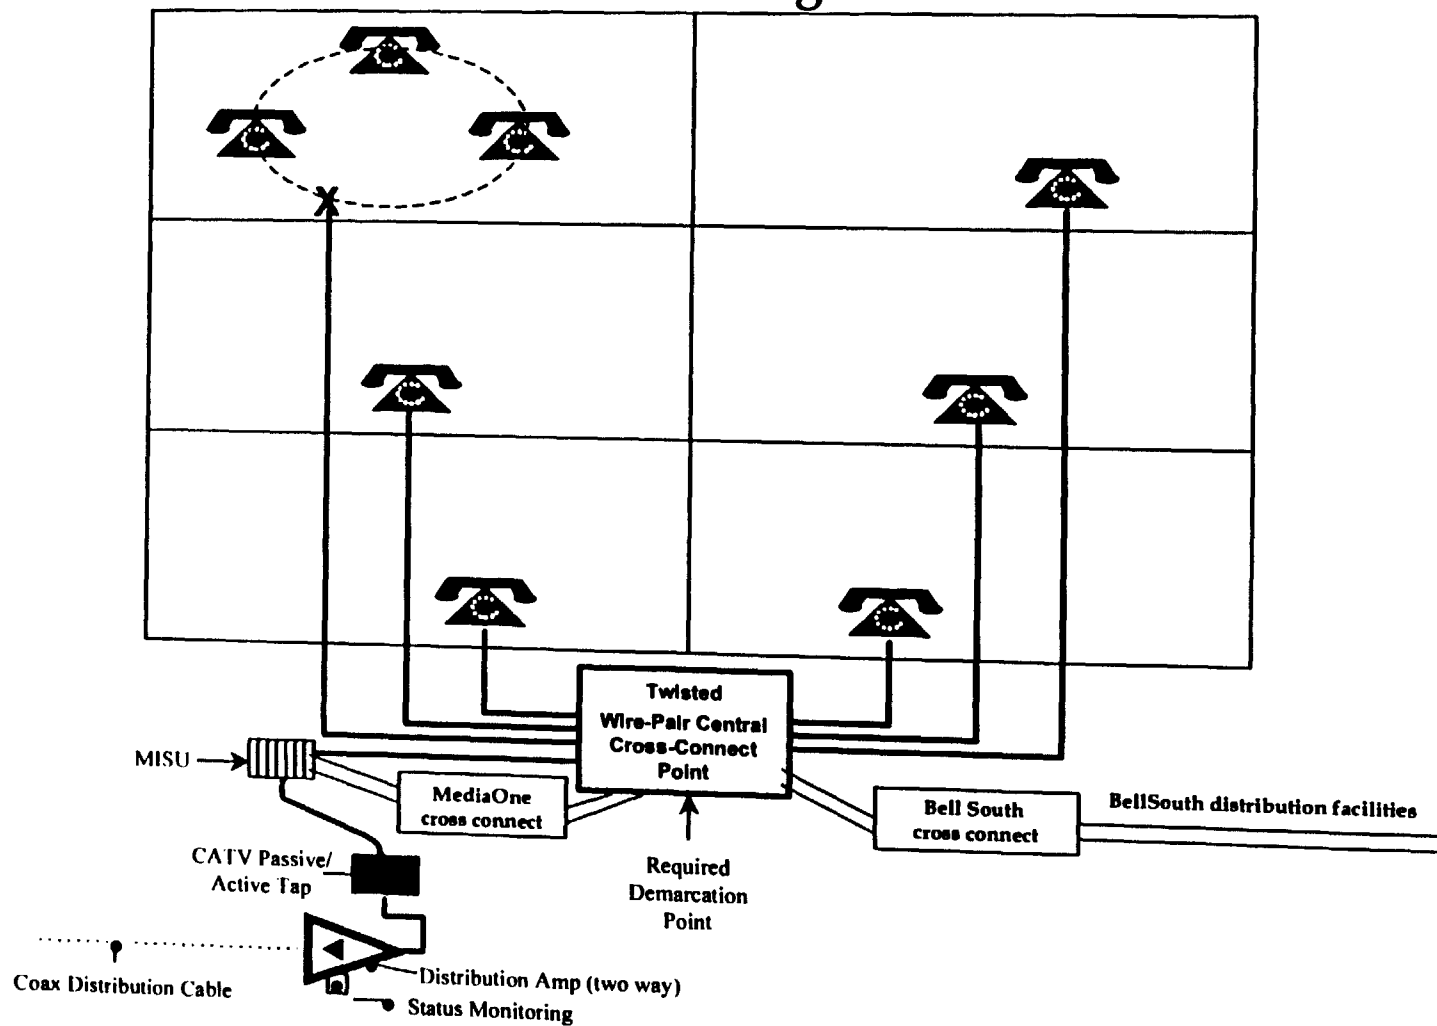 Twisted
Wire-Pair Central
Cross-Connect
Point
MISU
MediaOne
cross connect
Bell South
cross connect
BellSouth distribution facilities
CATV Passive/
Active Tap
Required
Demarcation
Point
Coax Distribution Cable
Distribution Amp (two way)
Status Monitoring